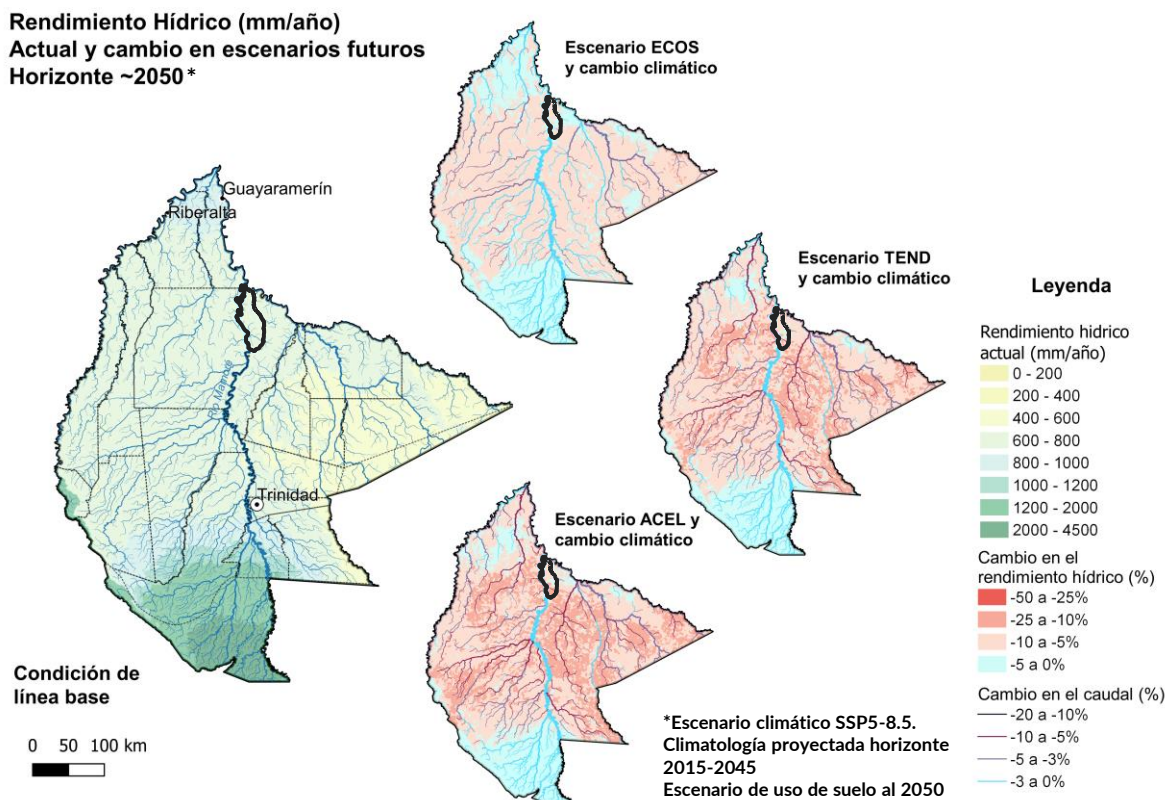 Rendimiento Hídrico (mm/año)
Actual y cambio en escenarios futuros
Horizonte ~2050*
Escenario ECOS
y cambio climático
Guayaramerín
Riberalta
Río Mamoré
Trinidad
Condición de
línea base
0 50 100 km
Escenario TEND
y cambio climático
Escenario ACEL y
cambio climático
*Escenario climático SSP5-8.5.
Climatología proyectada horizonte
2015-2045
Escenario de uso de suelo al 2050
Leyenda
Rendimiento hidrico
actual (mm/año)
0 - 200
200 - 400
400 - 600
600 - 800
800 - 1000
1000 - 1200
1200 - 2000
2000 - 4500
Cambio en el
rendimiento hídrico (%)
-50 a -25%
-25 a -10%
-10 a -5%
-5 a 0%
Cambio en el caudal (%)
-20 a -10%
-10 a -5%
-5 a -3%
-3 a 0%